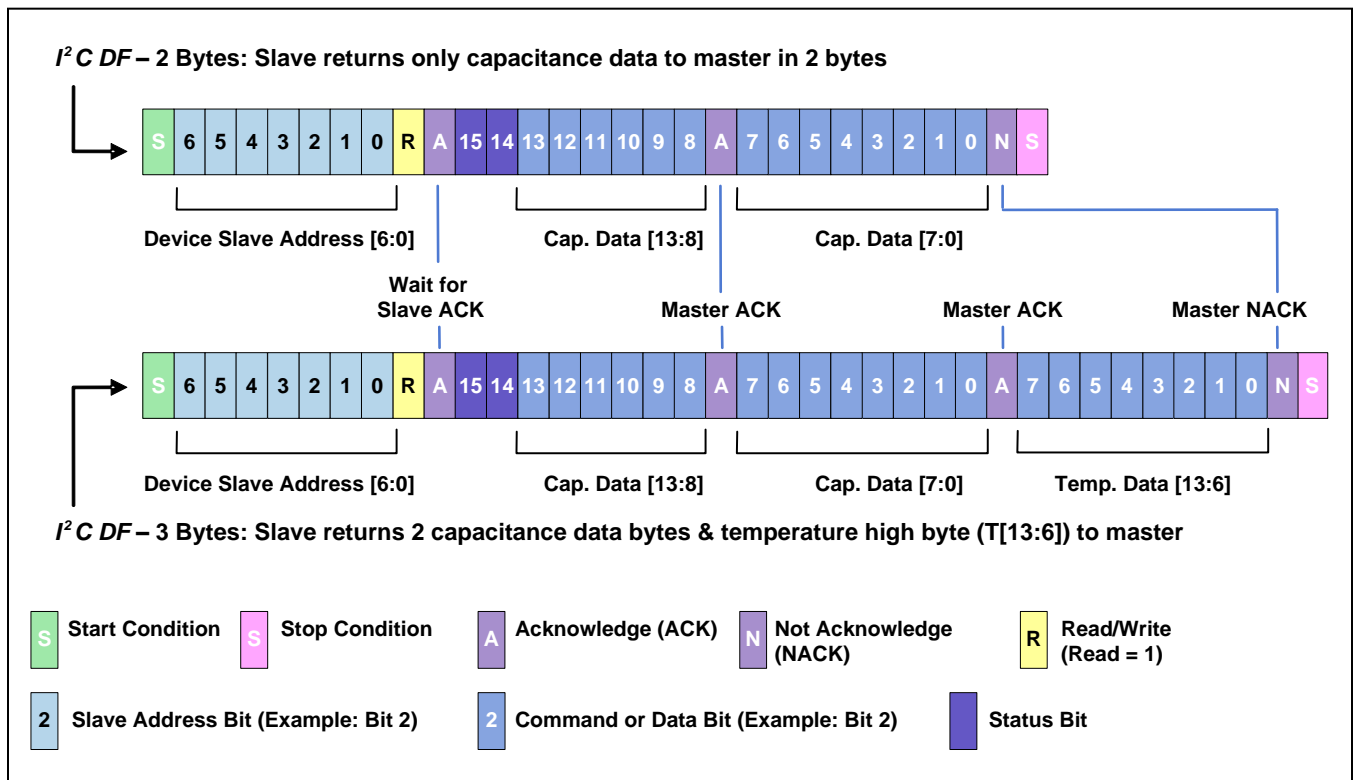 I²C DF – 2 Bytes: Slave returns only capacitance data to master in 2 bytes
S 6 5 4 3 2 1 0 R A 15 14 13 12 11 10 9 8 A 7 6 5 4 3 2 1 0 N S
Device Slave Address [6:0] Cap. Data [13:8] Cap. Data [7:0]
Wait for
Slave ACK Master ACK Master ACK Master NACK
S 6 5 4 3 2 1 0 R A 15 14 13 12 11 10 9 8 A 7 6 5 4 3 2 1 0 A 7 6 5 4 3 2 1 0 N S
Device Slave Address [6:0] Cap. Data [13:8] Cap. Data [7:0] Temp. Data [13:6]
I²C DF – 3 Bytes: Slave returns 2 capacitance data bytes & temperature high byte (T[13:6]) to master
S Start Condition S Stop Condition A Acknowledge (ACK) N Not Acknowledge
(NACK) R Read/Write
(Read = 1)
2 Slave Address Bit (Example: Bit 2) 2 Command or Data Bit (Example: Bit 2) Status Bit